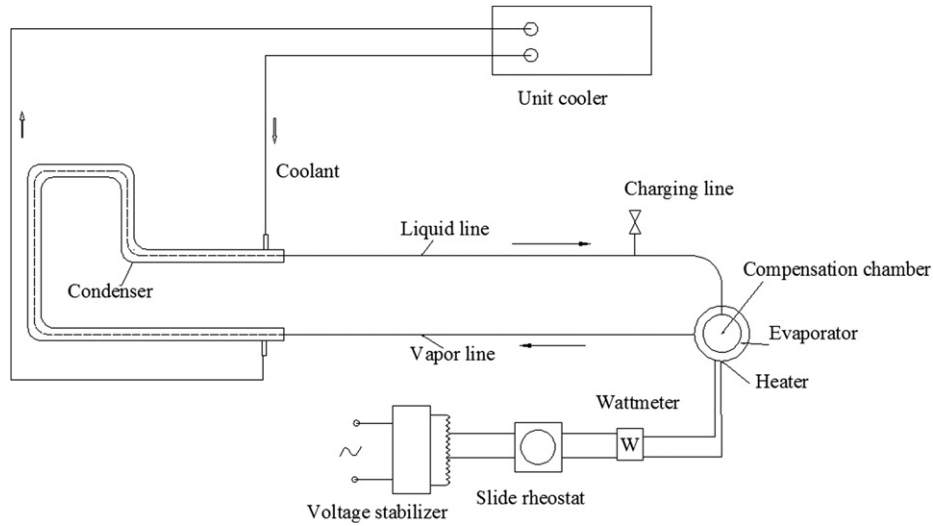 Unit cooler
Coolant
Charging line
Liquid line
Compensation chamber
Condenser
Evaporator
Vapor line
Heater
Wattmeter
W
Slide rheostat
Voltage stabilizer